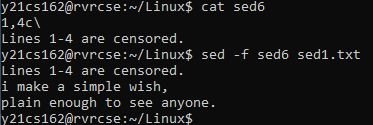 y21cs162@rvrcse:~/Linux$ cat sed6
1,4c\
Lines 1-4 are censored.
y21cs162@rvrcse:~/Linux$ sed -f sed6 sed1.txt
Lines 1-4 are censored.
i make a simple wish,
plain enough to see anyone.
y21cs162@rvrcse:~/Linux$